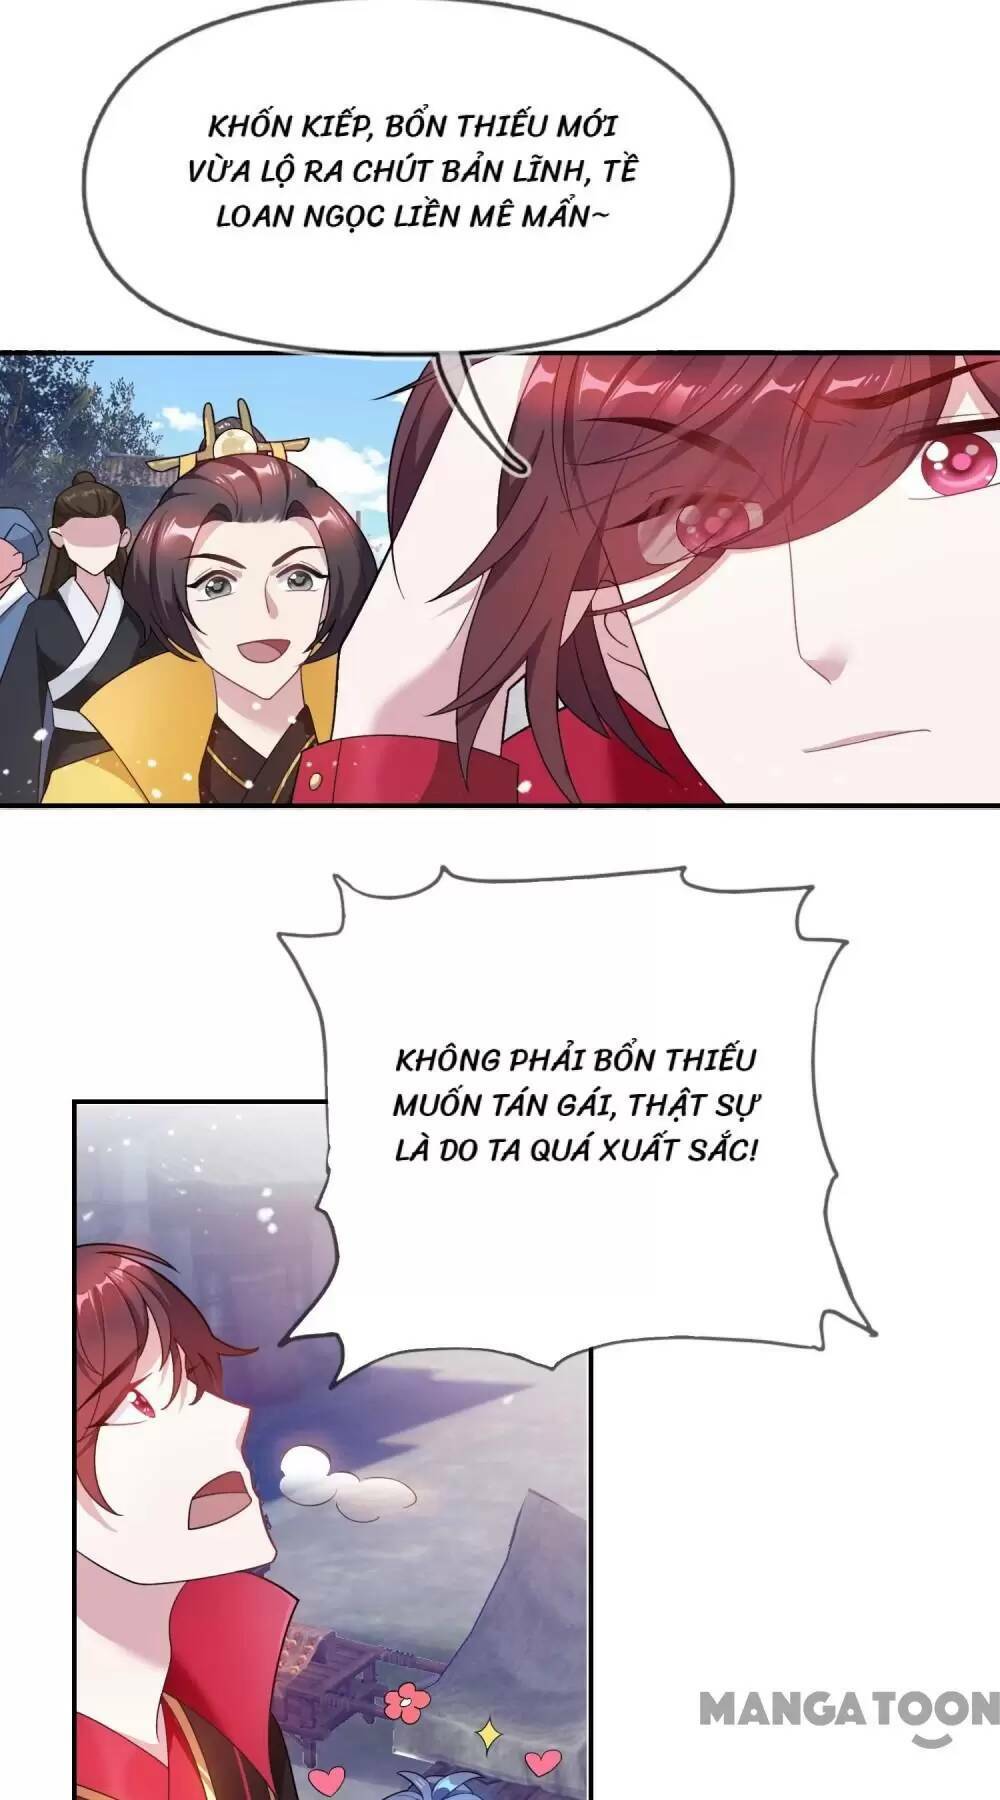 KHỐN KIẾP, BỔN THIẾU MỚI
VỪA LỘ RA CHÚT BẢN LĨNH, TỀ
LOAN NGỌC LIỀN MÊ MẨN~
KHÔNG PHẢI BỔN THIẾU
MUỐN TÁN GÁI, THẬT SỰ
LÀ DO TA QUÁ XUẤT SẮC!
MANGATOON